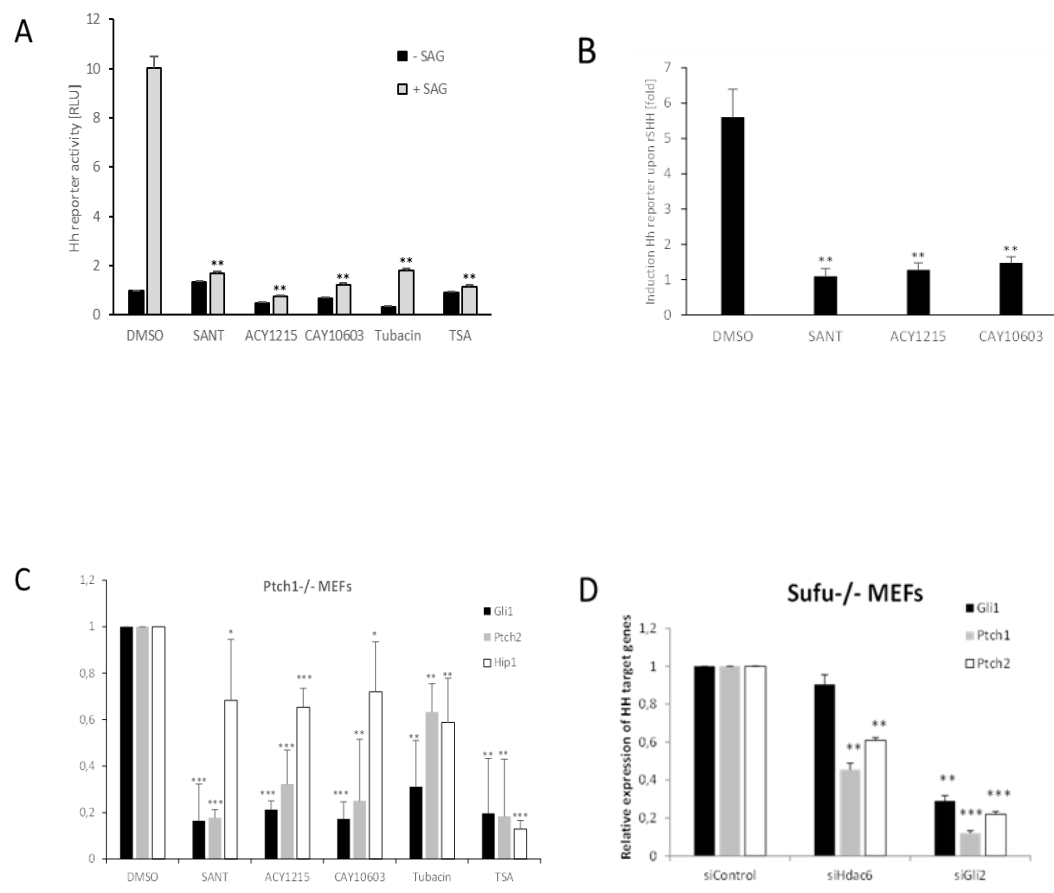 A
Hh reporter activity [RLU]
12
10
8
6
4
2
0
- SAG
+ SAG
**
**
**
**
**
DMSO SANT ACY1215 CAY10603 Tubacin TSA
B
Induction Hh reporter upon rSHH [fold]
7
6
5
4
3
2
1
0
** ** **
DMSO SANT ACY1215 CAY10603
C
Ptch1-/- MEFs
1,2
1
0,8
0,6
0,4
0,2
0
Gli1
Ptch2
Hip1
*** *** *
*** *** ***
*** ** *
** ** **
** ** ***
DMSO SANT ACY1215 CAY10603 Tubacin TSA
D
Sufu-/- MEFs
Relative expression of HH target genes
1,2
1
0,8
0,6
0,4
0,2
0
Gli1
Ptch1
Ptch2
** **
** *** ***
siControl siHdac6 siGli2